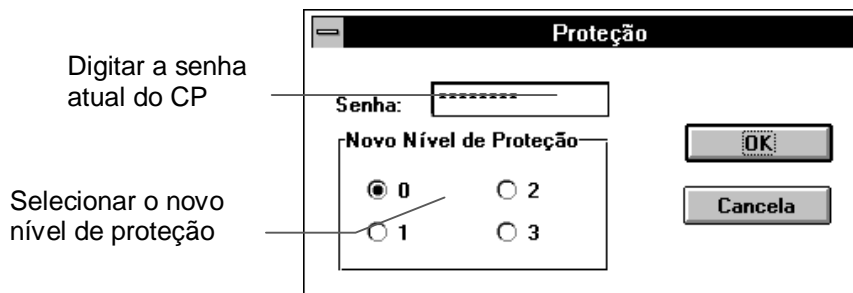 Proteção
Digitar a senha
atual do CP
Senha: --------
Novo Nível de Proteção
OK
0 2
Selecionar o novo
nível de proteção
Cancela
1 3